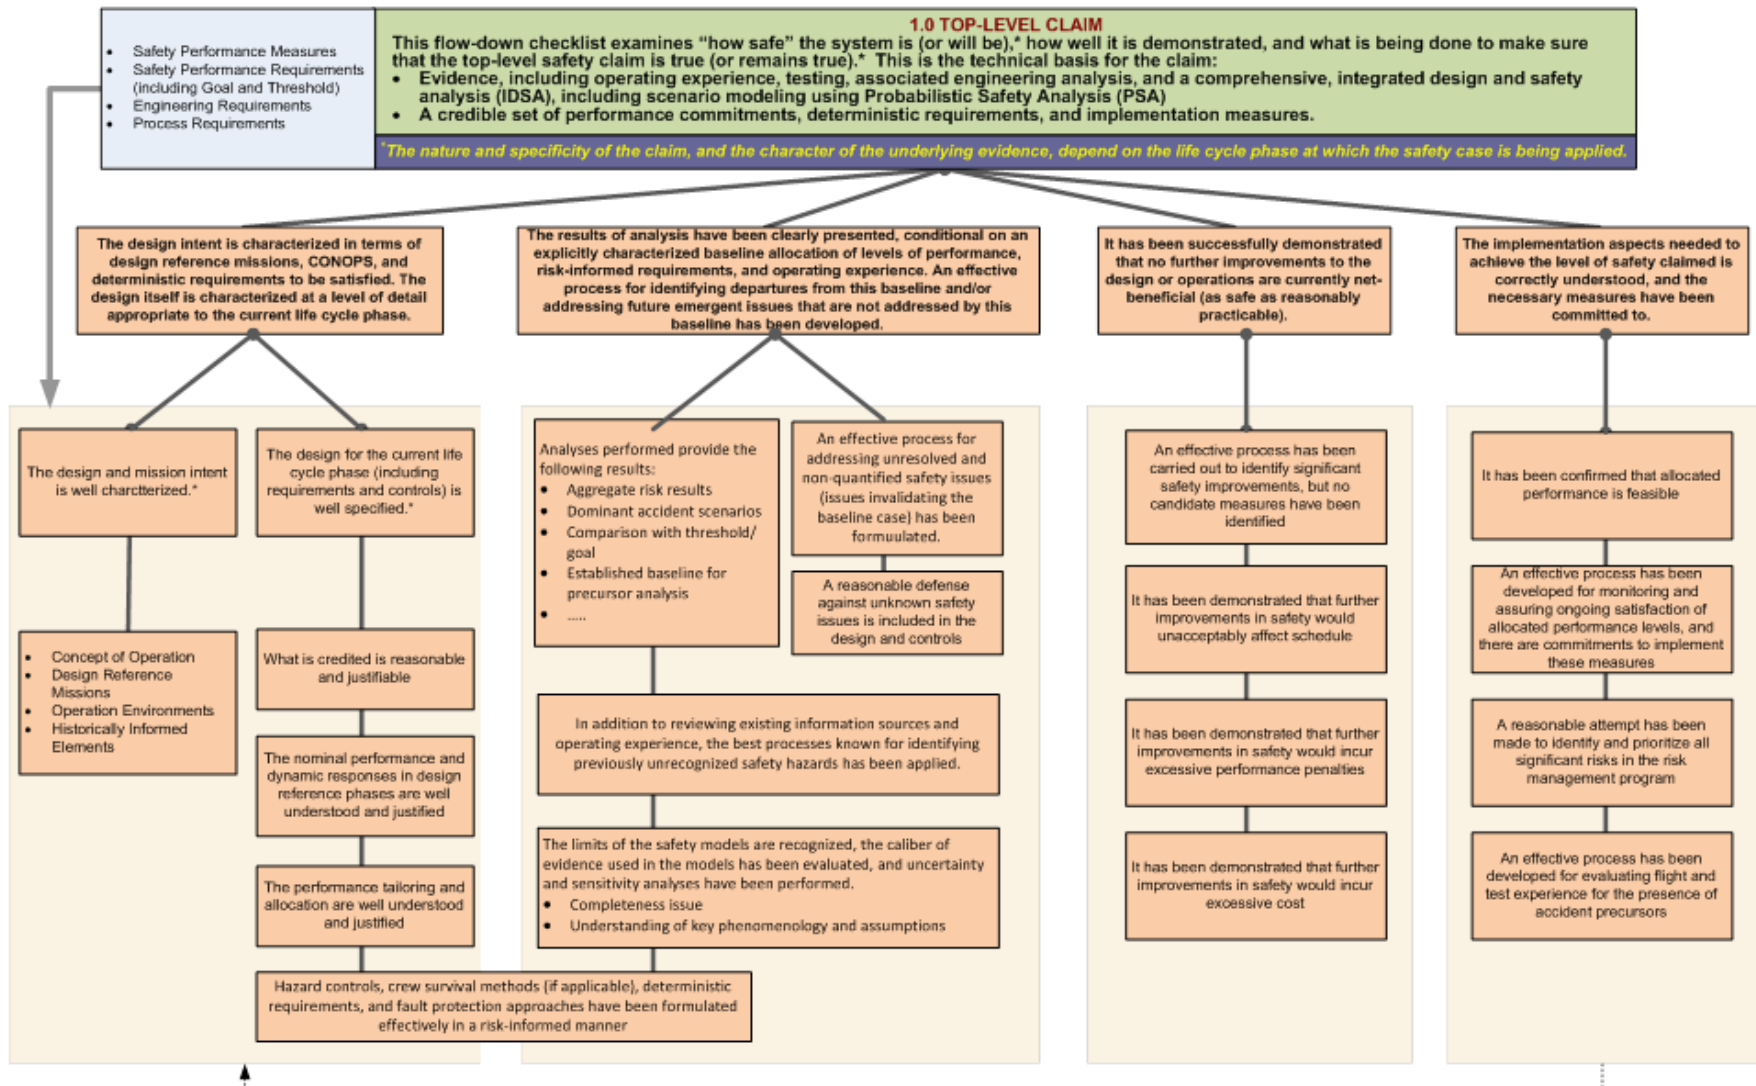 • Safety Performance Measures
• Safety Performance Requirements
(including Goal and Threshold)
• Engineering Requirements
• Process Requirements
1.0 TOP-LEVEL CLAIM
This flow-down checklist examines “how safe” the system is (or will be),* how well it is demonstrated, and what is being done to make sure
that the top-level safety claim is true (or remains true).* This is the technical basis for the claim:
• Evidence, including operating experience, testing, associated engineering analysis, and a comprehensive, integrated design and safety
analysis (IDSA), including scenario modeling using Probabilistic Safety Analysis (PSA)
• A credible set of performance commitments, deterministic requirements, and implementation measures.
*The nature and specificity of the claim, and the character of the underlying evidence, depend on the life cycle phase at which the safety case is being applied.
The design intent is characterized in terms of
design reference missions, CONOPS, and
deterministic requirements to be satisfied. The
design itself is characterized at a level of detail
appropriate to the current life cycle phase.
The results of analysis have been clearly presented, conditional on an
explicitly characterized baseline allocation of levels of performance,
risk-informed requirements, and operating experience. An effective
process for identifying departures from this baseline and/or
addressing future emergent issues that are not addressed by this
baseline has been developed.
It has been successfully demonstrated
that no further improvements to the
design or operations are currently net-
beneficial (as safe as reasonably
practicable).
The implementation aspects needed to
achieve the level of safety claimed is
correctly understood, and the
necessary measures have been
committed to.
The design and mission intent
is well charctterized.*
• Concept of Operation
• Design Reference
Missions
• Operation Environments
• Historically Informed
Elements
The design for the current life
cycle phase (including
requirements and controls) is
well specified.*
What is credited is reasonable
and justifiable
The nominal performance and
dynamic responses in design
reference phases are well
understood and justified
The performance tailoring and
allocation are well understood
and justified
Hazard controls, crew survival methods (if applicable), deterministic
requirements, and fault protection approaches have been formulated
effectively in a risk-informed manner
Analyses performed provide the
following results:
• Aggregate risk results
• Dominant accident scenarios
• Comparison with threshold/
goal
• Established baseline for
precursor analysis
• .....
An effective process for
addressing unresolved and
non-quantified safety issues
(issues invalidating the
baseline case) has been
formuulated.
A reasonable defense
against unknown safety
issues is included in the
design and controls
In addition to reviewing existing information sources and
operating experience, the best processes known for identifying
previously unrecognized safety hazards has been applied.
The limits of the safety models are recognized, the caliber of
evidence used in the models has been evaluated, and uncertainty
and sensitivity analyses have been performed.
• Completeness issue
• Understanding of key phenomenology and assumptions
An effective process has been
carried out to identify significant
safety improvements, but no
candidate measures have been
identified
It has been demonstrated that further
improvements in safety would
unacceptably affect schedule
It has been demonstrated that further
improvements in safety would incur
excessive performance penalties
It has been demonstrated that further
improvements in safety would incur
excessive cost
It has been confirmed that allocated
performance is feasible
An effective process has been
developed for monitoring and
assuring ongoing satisfaction of
allocated performance levels, and
there are commitments to implement
these measures
A reasonable attempt has been
made to identify and prioritize all
significant risks in the risk
management program
An effective process has been
developed for evaluating flight and
test experience for the presence of
accident precursors